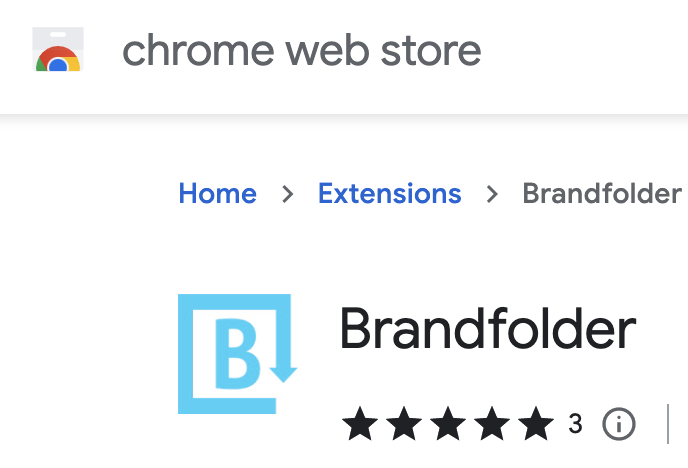 chrome web store
Home > Extensions > Brandfolder
B
Brandfolder
★★★★★ 3